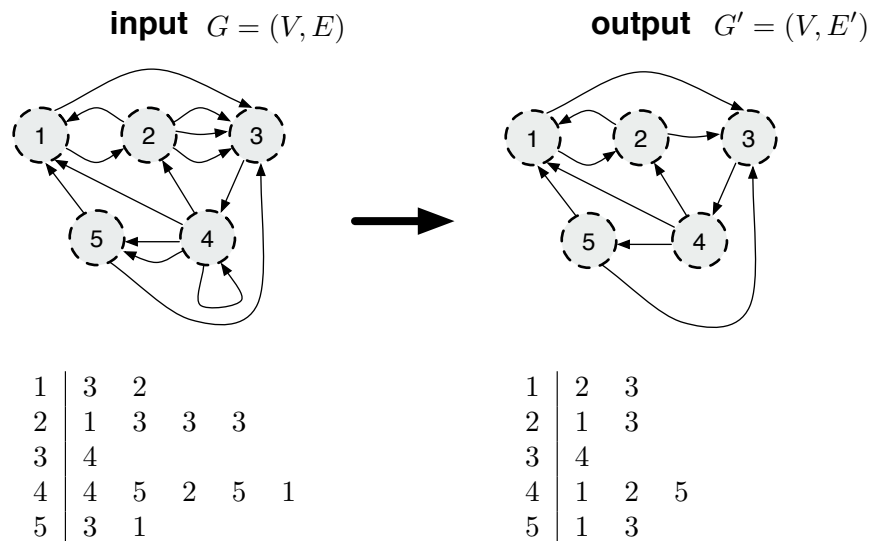 input G = (V, E)
output G′ = (V, E′)
1 2 3
5 4
1 2 3
5 4
1 | 3 2
2 | 1 3 3 3
3 | 4
4 | 4 5 2 5 1
5 | 3 1
1 | 2 3
2 | 1 3
3 | 4
4 | 1 2 5
5 | 1 3